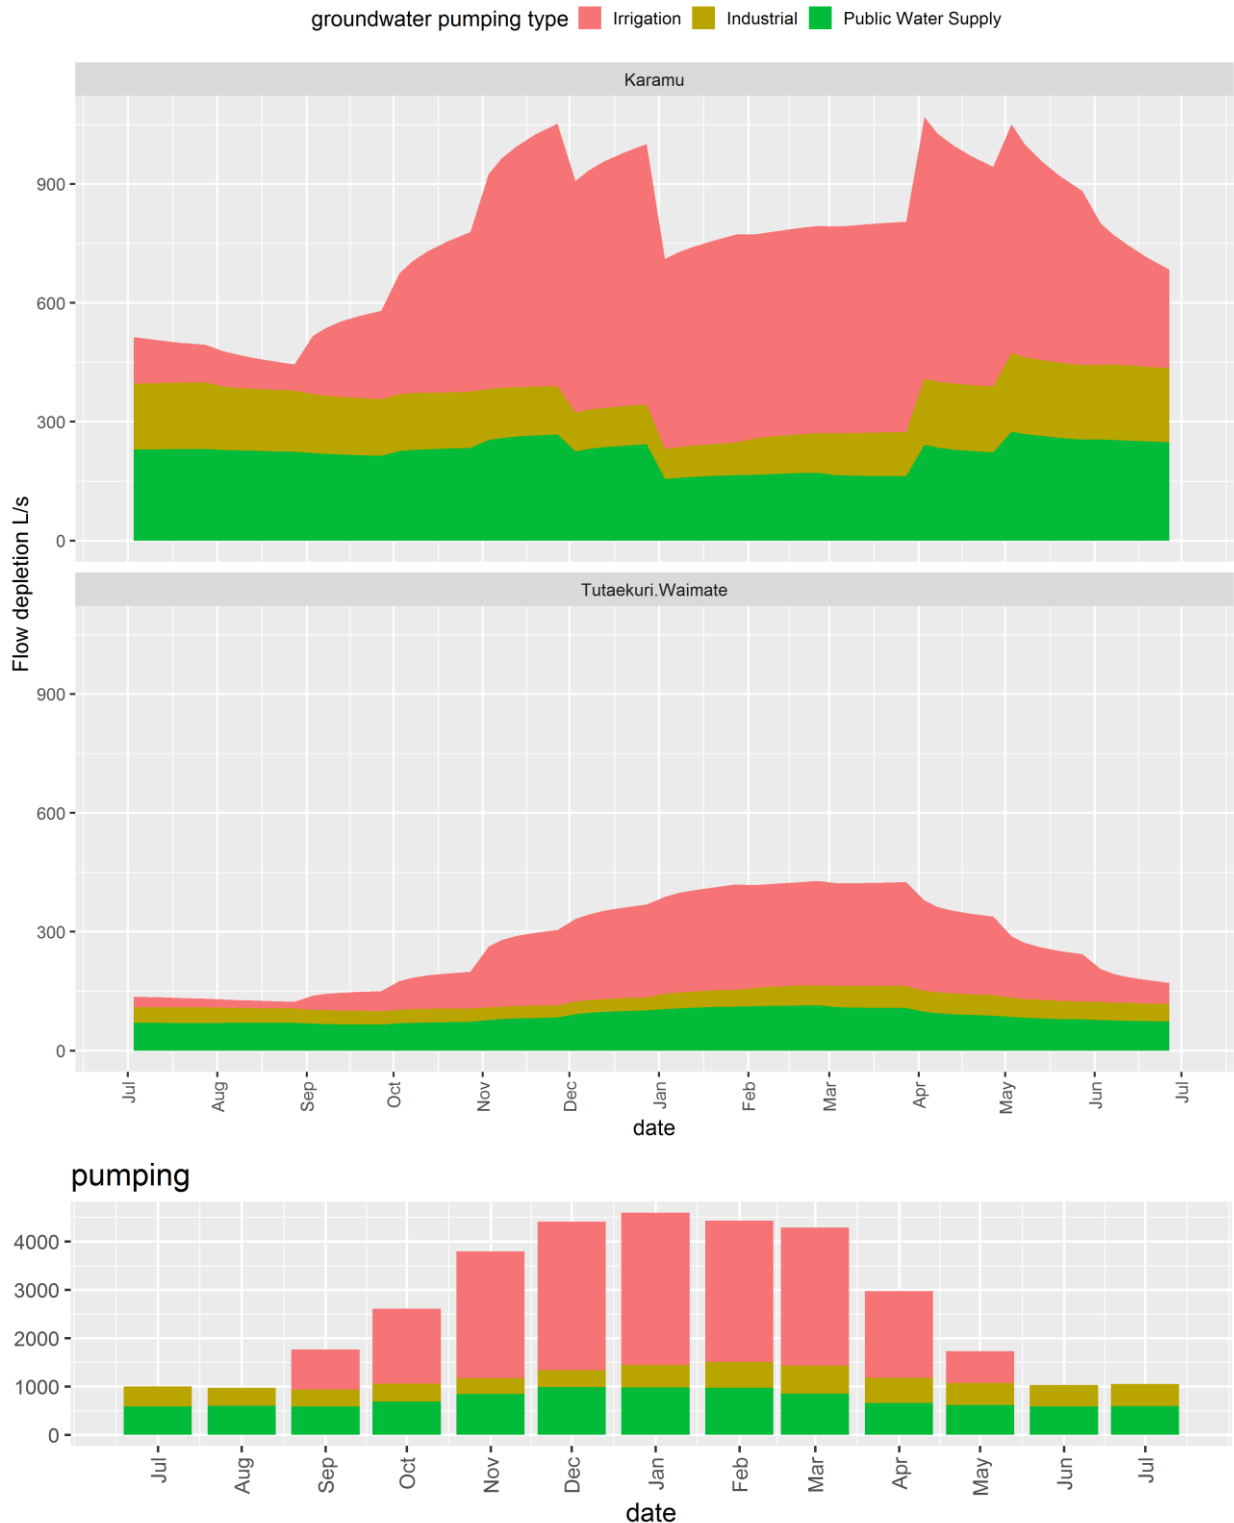 groundwater pumping type Irrigation Industrial Public Water Supply
Karamu
900
600
300
0
Flow depletion L/s
Tutaekuri.Waimate
900
600
300
0
Jul Aug Sep Oct Nov Dec Jan Feb Mar Apr May Jun Jul
date
pumping
4000
3000
2000
1000
0
Jul Aug Sep Oct Nov Dec Jan Feb Mar Apr May Jun Jul
date